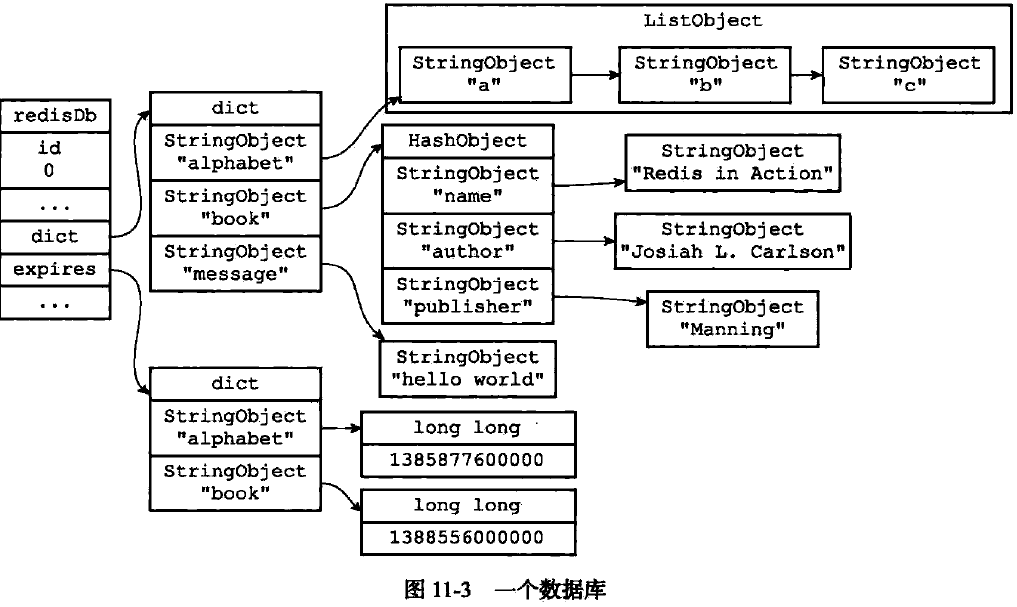 redisDb
id
0
...
dict
expires
...
dict
StringObject
"alphabet"
StringObject
"book"
StringObject
"message"
ListObject
StringObject
"a"
StringObject
"b"
StringObject
"c"
HashObject
StringObject
"name"
StringObject
"author"
StringObject
"publisher"
StringObject
"Redis in Action"
StringObject
"Josiah L. Carlson"
StringObject
"Manning"
StringObject
"hello world"
dict
StringObject
"alphabet"
StringObject
"book"
long long
1385877600000
long long
1388556000000
图 11-3 一个数据库